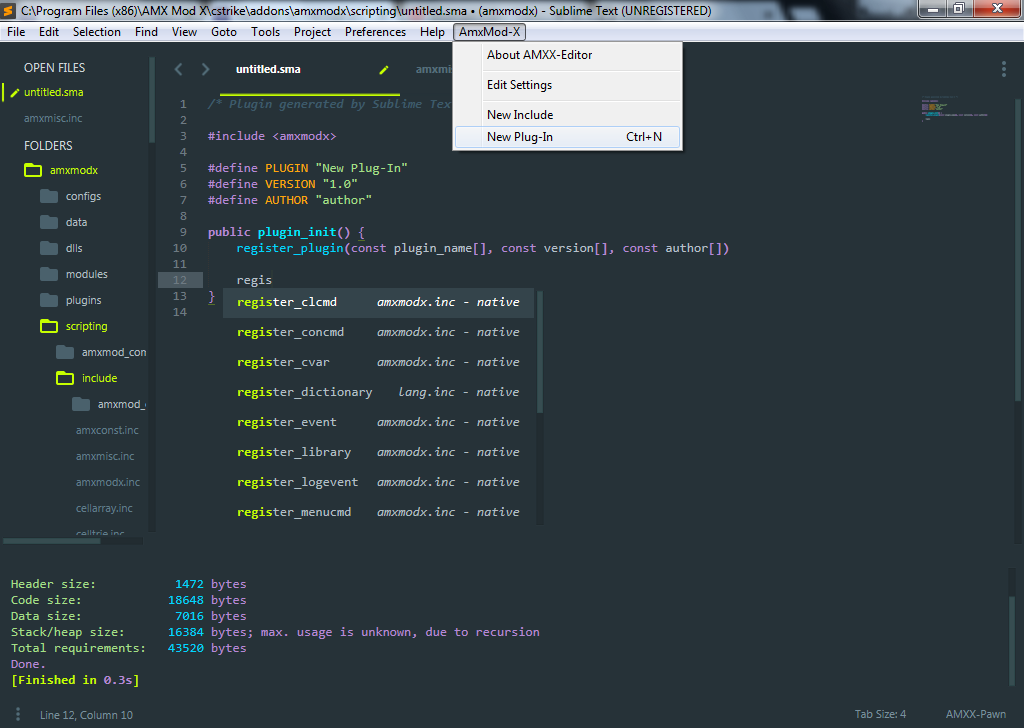 C:\Program Files (x86)\AMX Mod X\cstrike\addons\amxmodx\scripting\untitled.sma • (amxmodx) - Sublime Text (UNREGISTERED)
File Edit Selection Find View Goto Tools Project Preferences Help AmxMod-X
About AMXX-Editor
Edit Settings
New Include
New Plug-In Ctrl+N
OPEN FILES
untitled.sma
amxmisc.inc
FOLDERS
amxmodx
configs
data
dlls
modules
plugins
scripting
amxmod_com
include
amxmod_
amxconst.inc
amxmisc.inc
amxmodx.inc
cellarray.inc
celltrie.inc
untitled.sma amxmi
1 /* Plugin generated by Sublime Tex
2
3 #include <amxmodx>
4
5 #define PLUGIN "New Plug-In"
6 #define VERSION "1.0"
7 #define AUTHOR "author"
8
9 public plugin_init() {
10 register_plugin(const plugin_name[], const version[], const author[])
11
12 regis
13 }
14
register_clcmd amxmodx.inc - native
register_concmd amxmodx.inc - native
register_cvar amxmodx.inc - native
register_dictionary lang.inc - native
register_event amxmodx.inc - native
register_library amxmodx.inc - native
register_logevent amxmodx.inc - native
register_menucmd amxmodx.inc - native
Header size: 1472 bytes
Code size: 18648 bytes
Data size: 7016 bytes
Stack/heap size: 16384 bytes; max. usage is unknown, due to recursion
Total requirements: 43520 bytes
Done.
[Finished in 0.3s]
Line 12, Column 10 Tab Size: 4 AMXX-Pawn